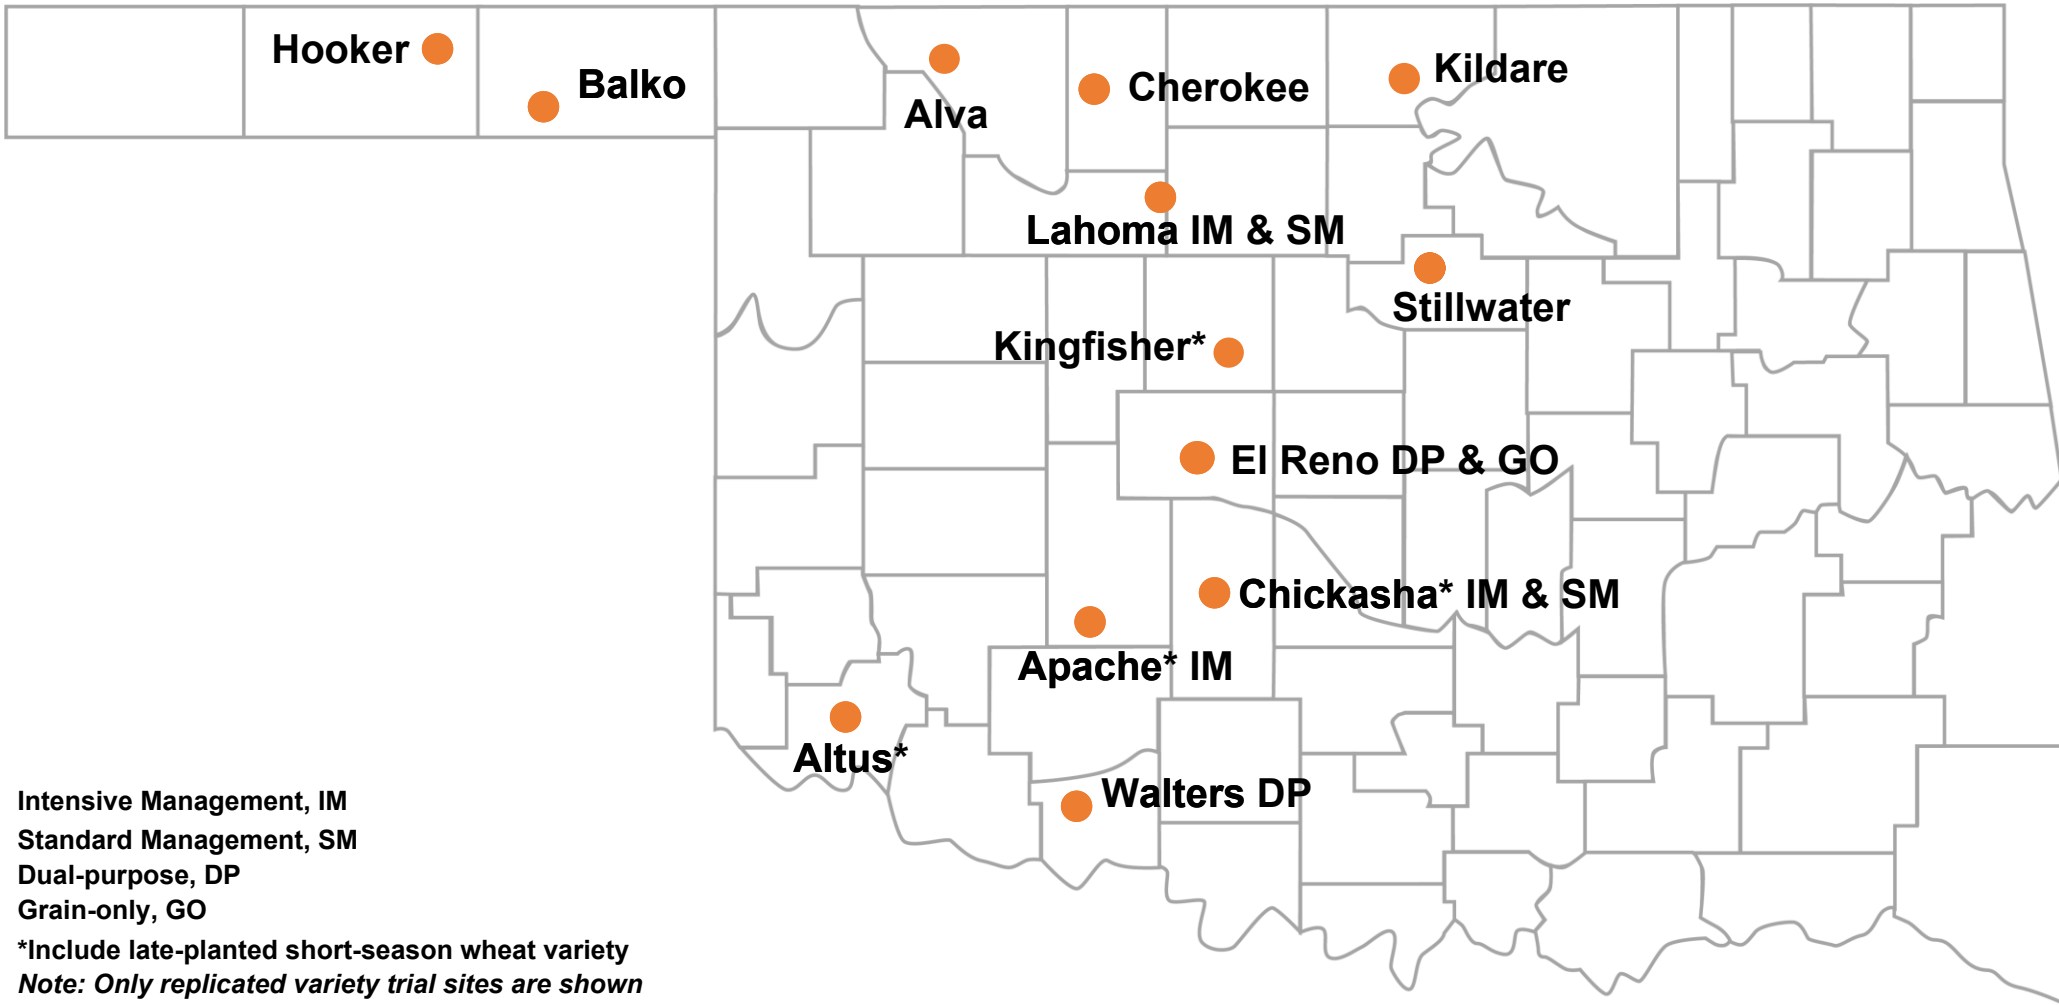 Hooker
Balko
Alva
Cherokee
Kildare
Lahoma IM & SM
Stillwater
Kingfisher*
El Reno DP & GO
Chickasha* IM & SM
Apache* IM
Altus*
Walters DP
Intensive Management, IM
Standard Management, SM
Dual-purpose, DP
Grain-only, GO
*Include late-planted short-season wheat variety
Note: Only replicated variety trial sites are shown